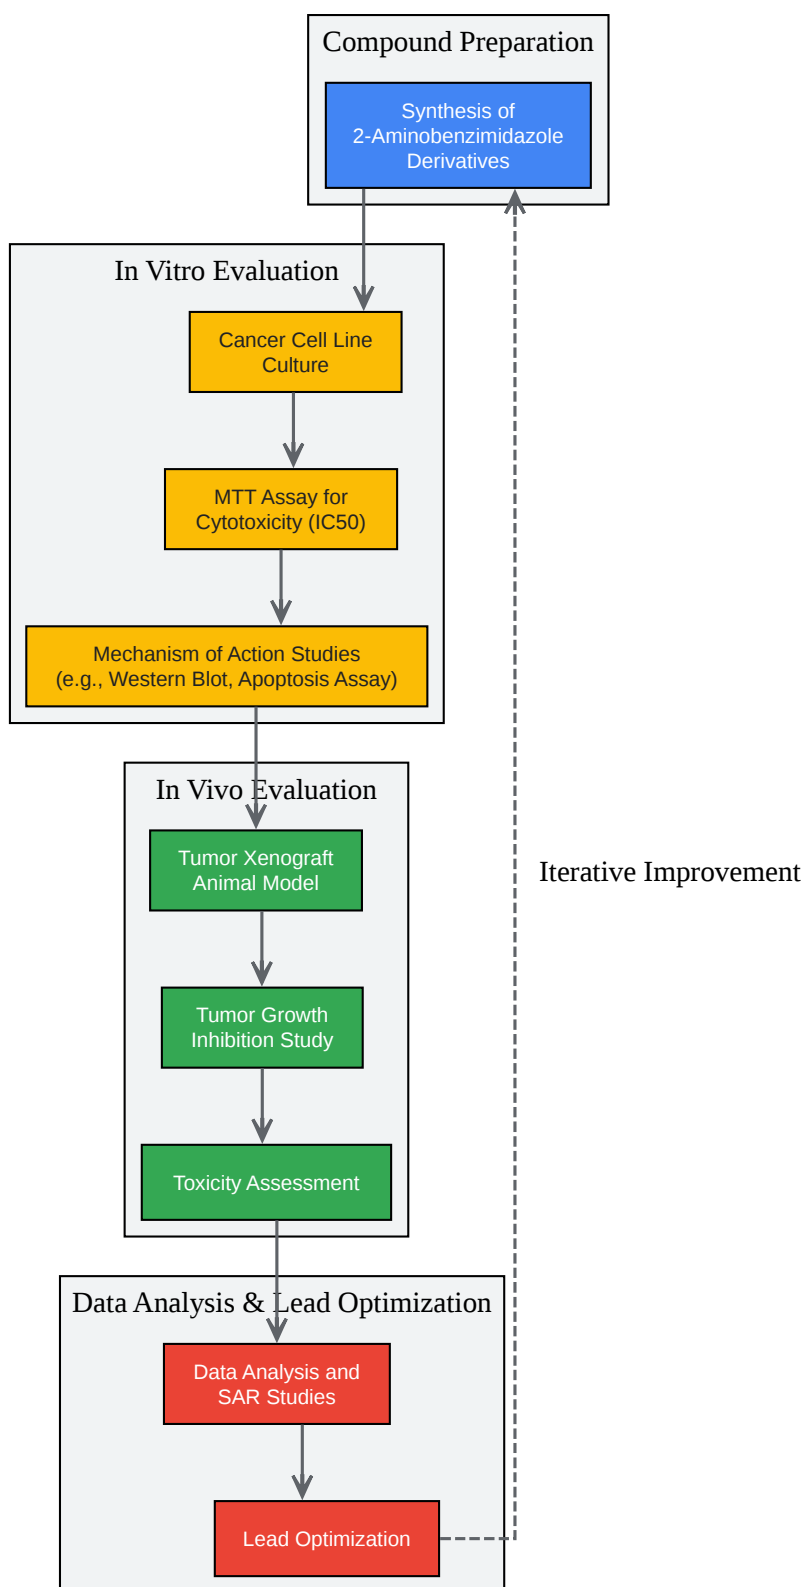 Compound Preparation
Synthesis of
2-Aminobenzimidazole
Derivatives
In Vitro Evaluation
Cancer Cell Line
Culture
MTT Assay for
Cytotoxicity (IC50)
Mechanism of Action Studies
(e.g., Western Blot, Apoptosis Assay)
In Vivo Evaluation
Tumor Xenograft
Animal Model
Iterative Improvement
Tumor Growth
Inhibition Study
Toxicity Assessment
Data Analysis & Lead Optimization
Data Analysis and
SAR Studies
Lead Optimization